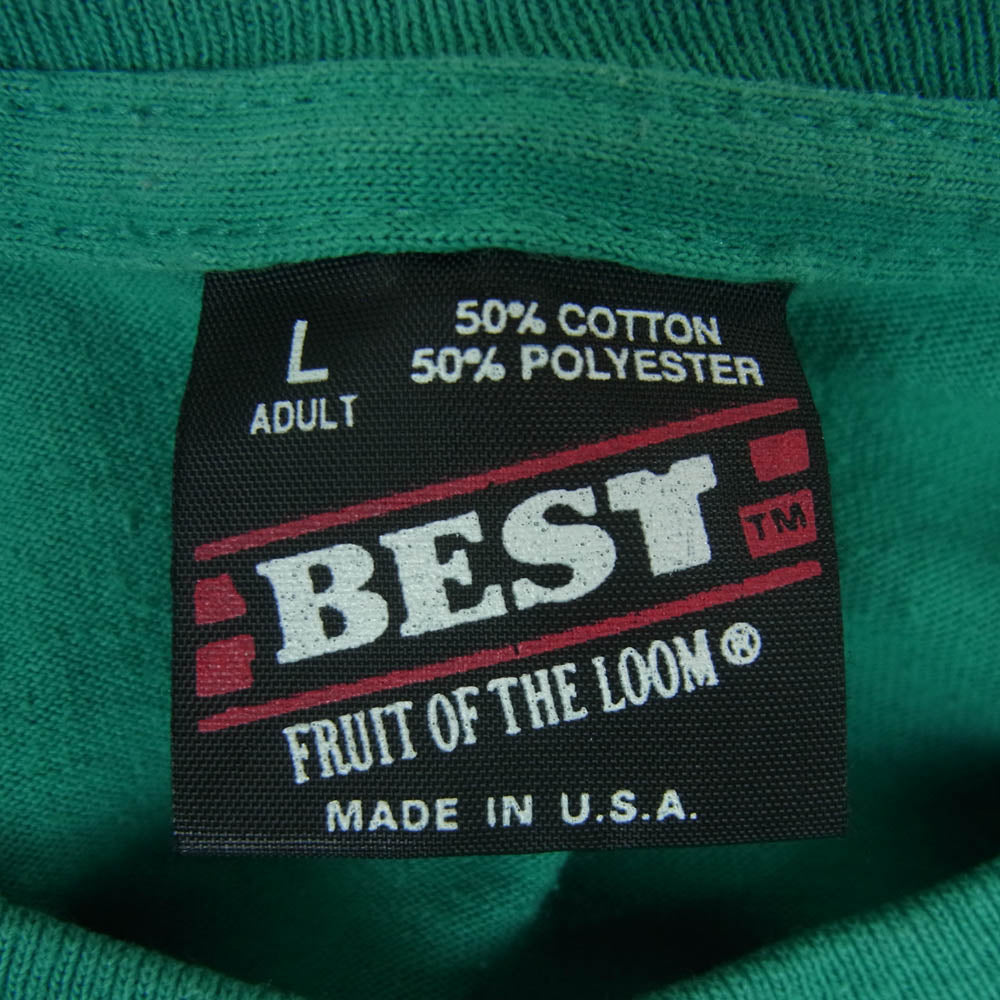 L
ADULT
50% COTTON
50% POLYESTER
BEST
TM
FRUIT OF THE LOOM®
MADE IN U.S.A.